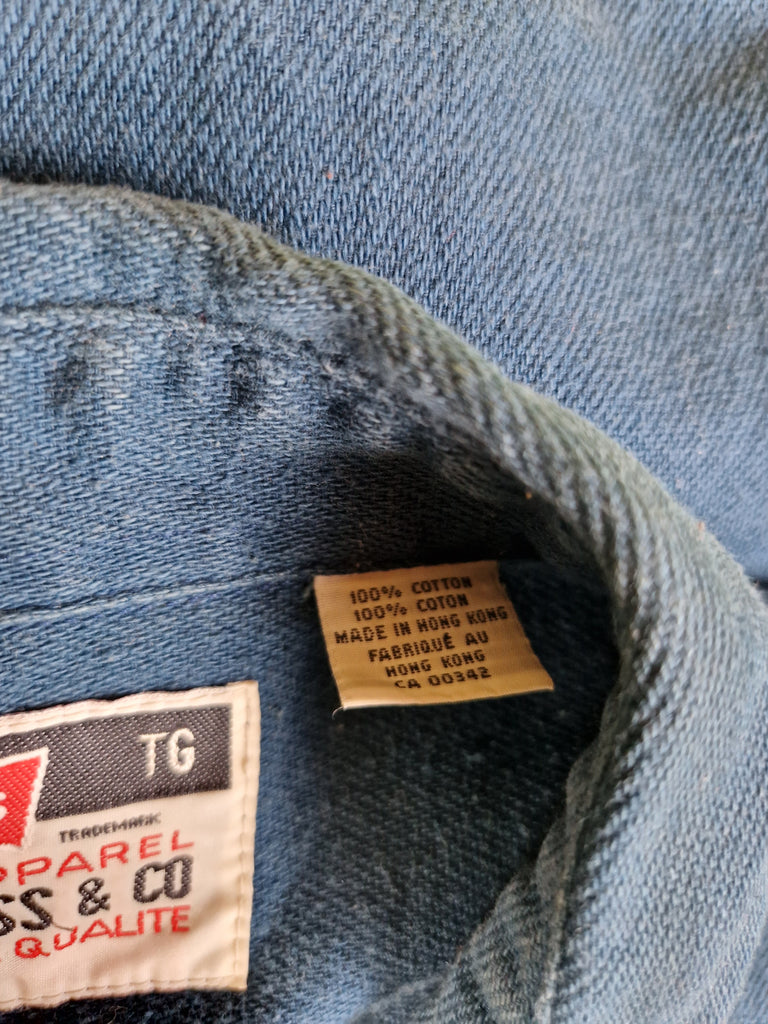 100% COTTON
100% COTON
MADE IN HONG KONG
FABRIQUÉ AU
HONG KONG
CA 00342
TG
TRADEMARK
PPAREL
SS & CO
QUALITE